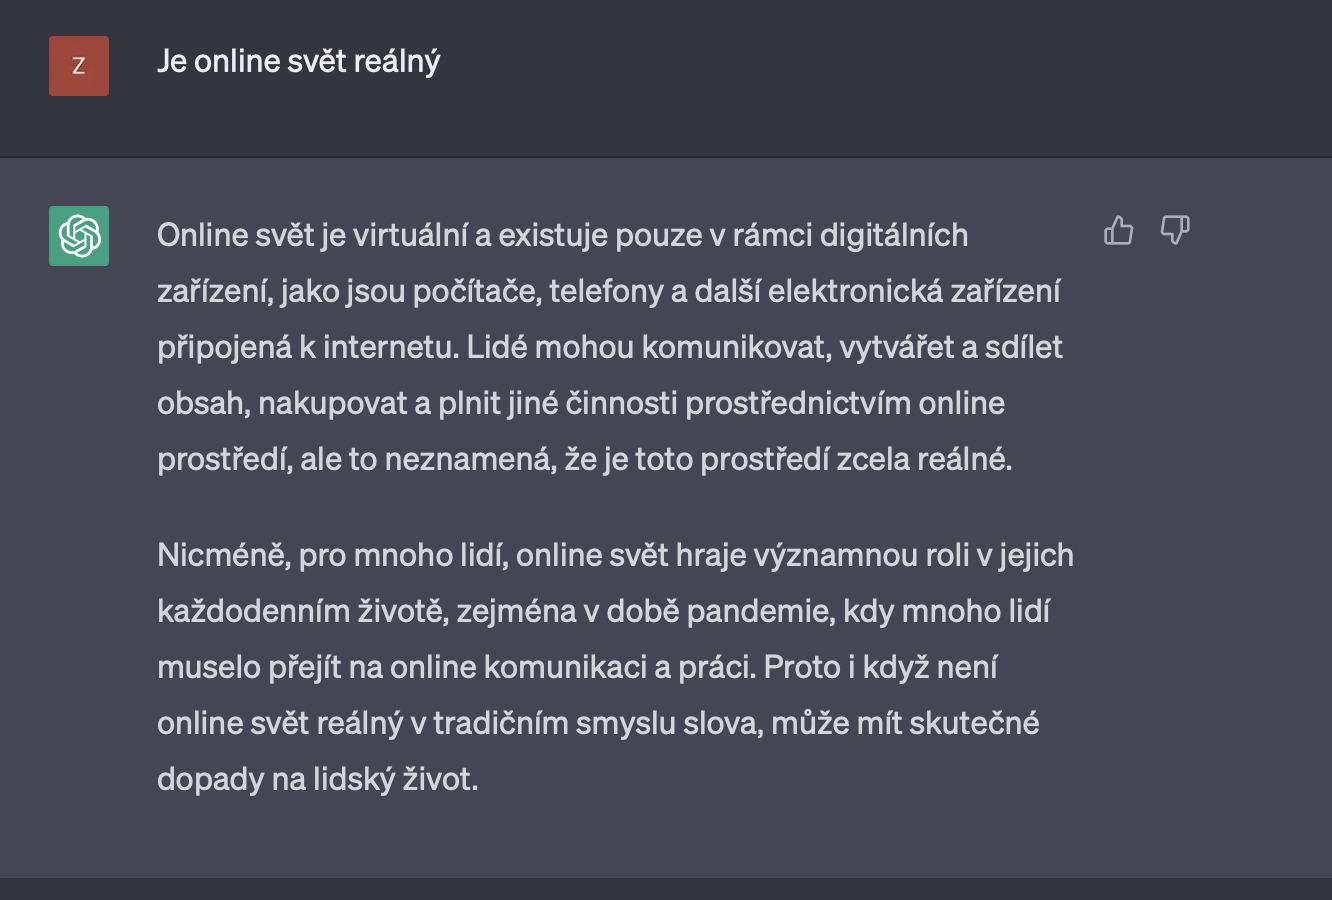 Z
Je online svět reálný
Online svět je virtuální a existuje pouze v rámci digitálních
zařízení, jako jsou počítače, telefony a další elektronická zařízení
připojená k internetu. Lidé mohou komunikovat, vytvářet a sdílet
obsah, nakupovat a plnit jiné činnosti prostřednictvím online
prostředí, ale to neznamená, že je toto prostředí zcela reálné.
Nicméně, pro mnoho lidí, online svět hraje významnou roli v jejich
každodenním životě, zejména v době pandemie, kdy mnoho lidí
muselo přejít na online komunikaci a práci. Proto i když není
online svět reálný v tradičním smyslu slova, může mít skutečné
dopady na lidský život.